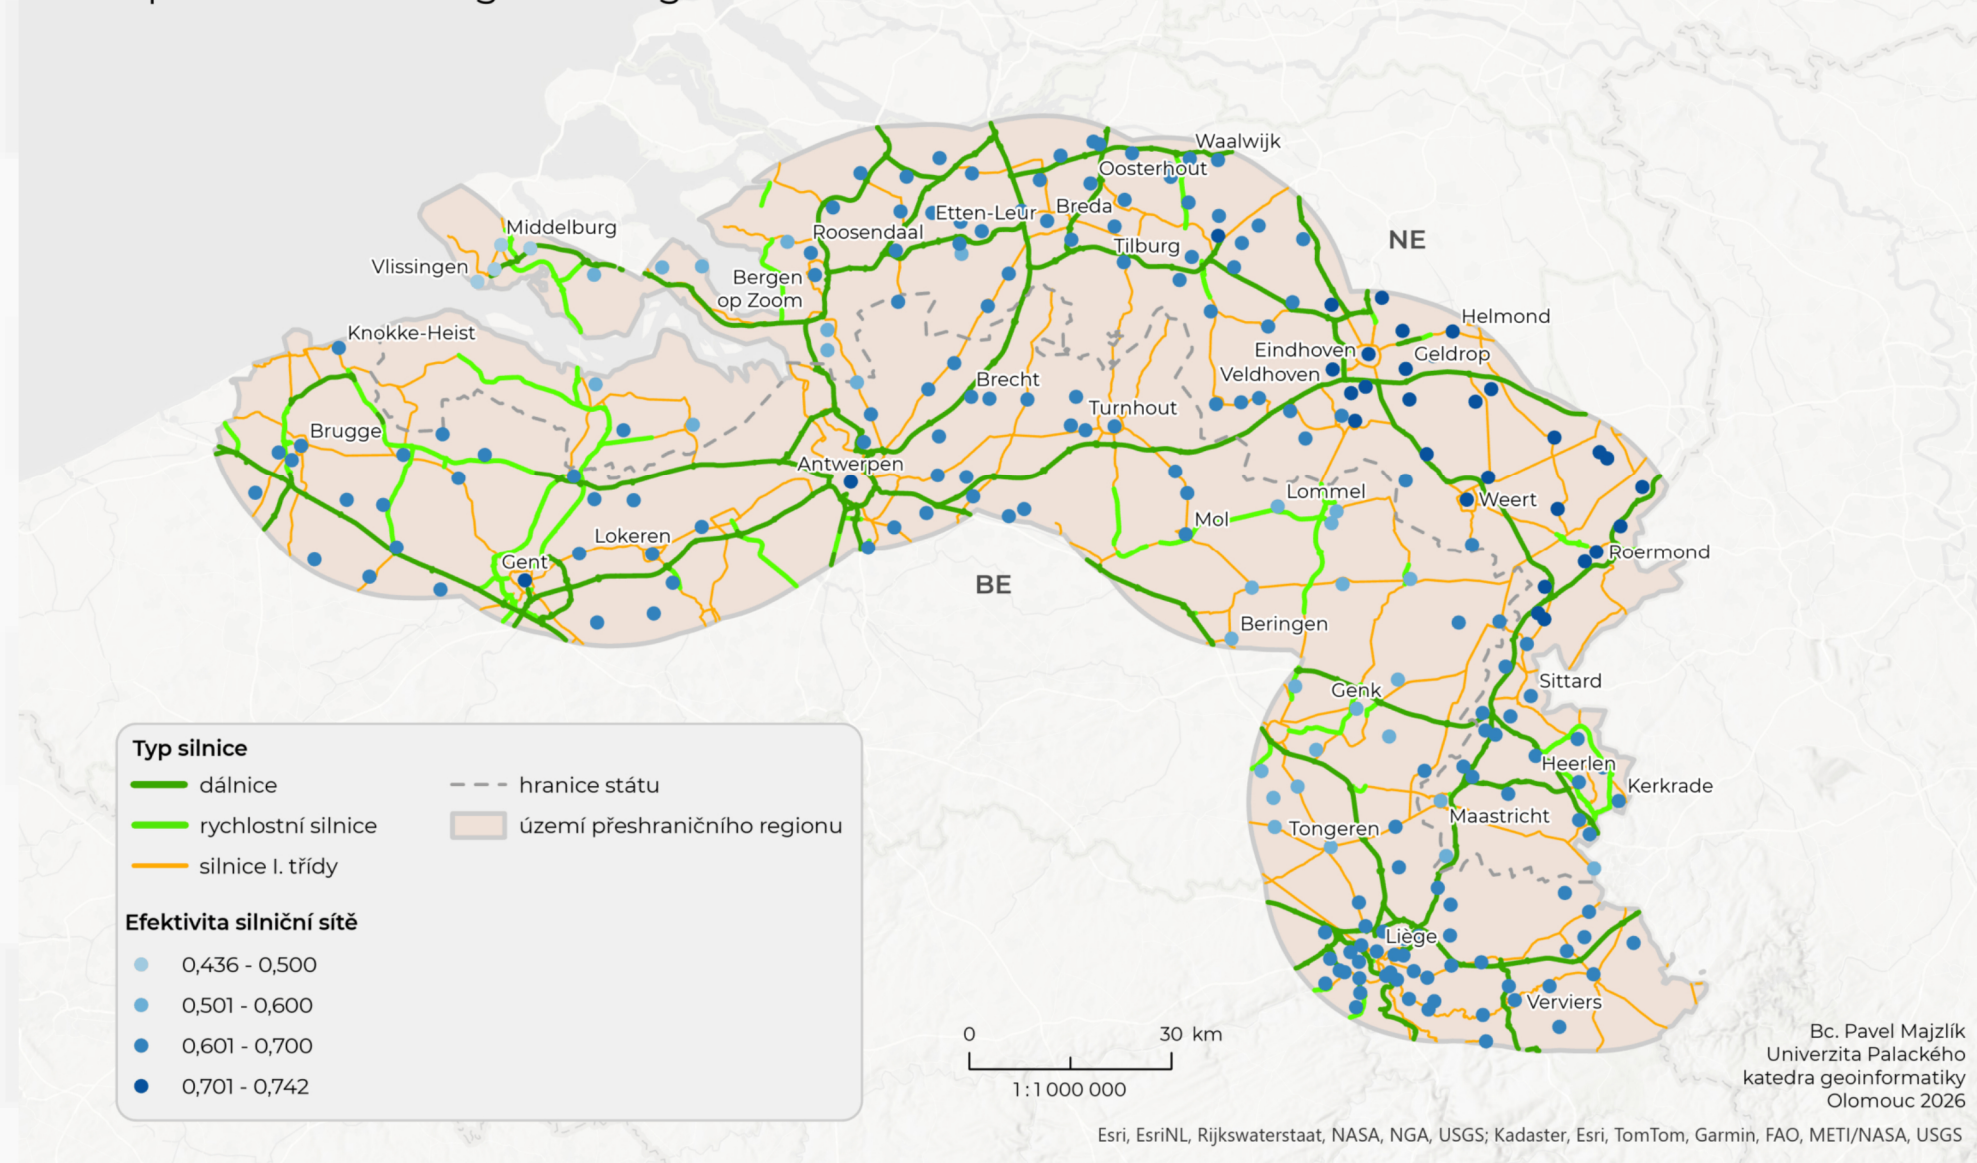 Waalwijk
Oosterhout
Middelburg
Etten-Leur
Breda
Roosendaal
Tilburg
NE
Vlissingen
Bergen
op Zoom
Knokke-Heist
Helmond
Eindhoven
Geldrop
Veldhoven
Brecht
Turnhout
Brugge
Antwerpen
Lommel
Weert
Mol
Lokeren
Roermond
Gent
BE
Beringen
Sittard
Genk
Heerlen
Kerkrade
Maastricht
Tongeren
Liège
Verviers
Typ silnice
dálnice
rychlostní silnice
silnice I. třídy
hranice státu
území přeshraničního regionu
Efektivita silniční sítě
0,436 - 0,500
0,501 - 0,600
0,601 - 0,700
0,701 - 0,742
0 30 km
1:1 000 000
Bc. Pavel Majzlík
Univerzita Palackého
katedra geoinformatiky
Olomouc 2026
Esri, EsriNL, Rijkswaterstaat, NASA, NGA, USGS; Kadaster, Esri, TomTom, Garmin, FAO, METI/NASA, USGS